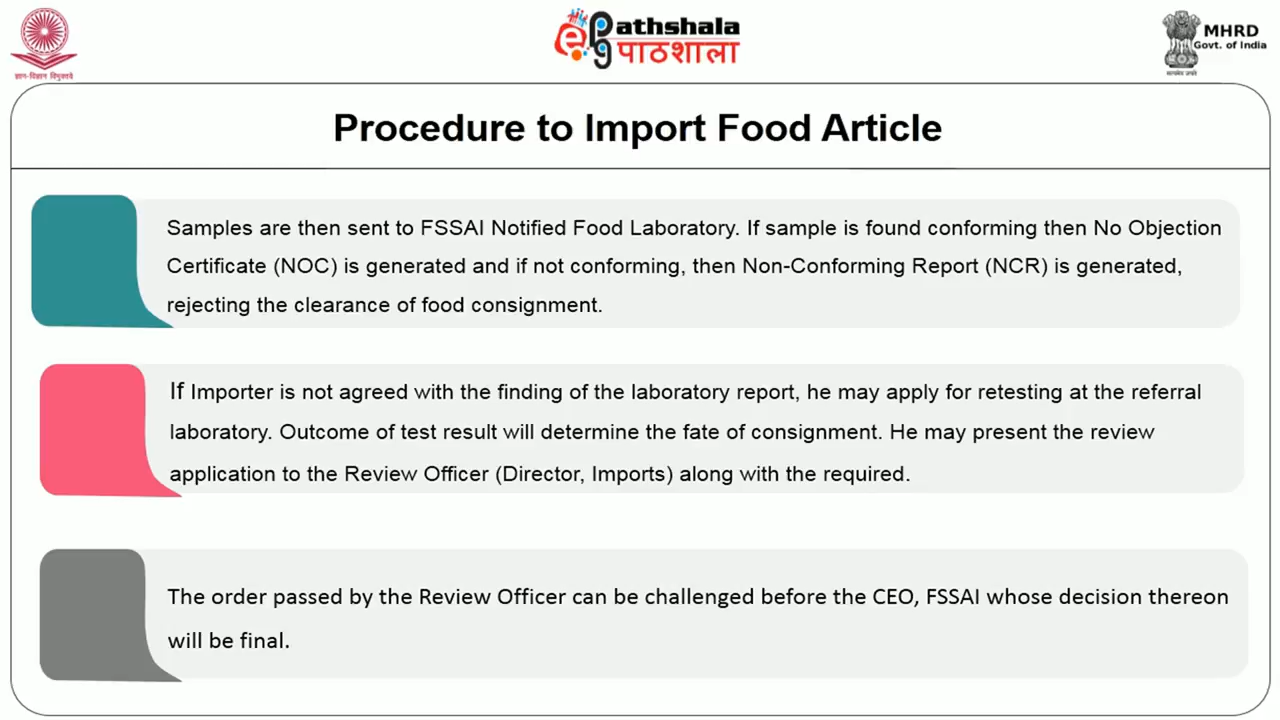 ज्ञान-विज्ञान विमुक्तये
ePathshala
पाठशाला
MHRD
Govt. of India
सत्यमेव जयते
Procedure to Import Food Article
Samples are then sent to FSSAI Notified Food Laboratory. If sample is found conforming then No Objection
Certificate (NOC) is generated and if not conforming, then Non-Conforming Report (NCR) is generated,
rejecting the clearance of food consignment.
If Importer is not agreed with the finding of the laboratory report, he may apply for retesting at the referral
laboratory. Outcome of test result will determine the fate of consignment. He may present the review
application to the Review Officer (Director, Imports) along with the required.
The order passed by the Review Officer can be challenged before the CEO, FSSAI whose decision thereon
will be final.